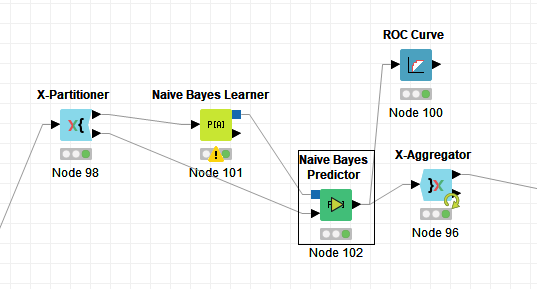 ROC Curve
Node 100
X-Partitioner
X{
Node 98
Naive Bayes Learner
P[A]
Node 101
Naive Bayes
Predictor
Node 102
X-Aggregator
}X
Node 96